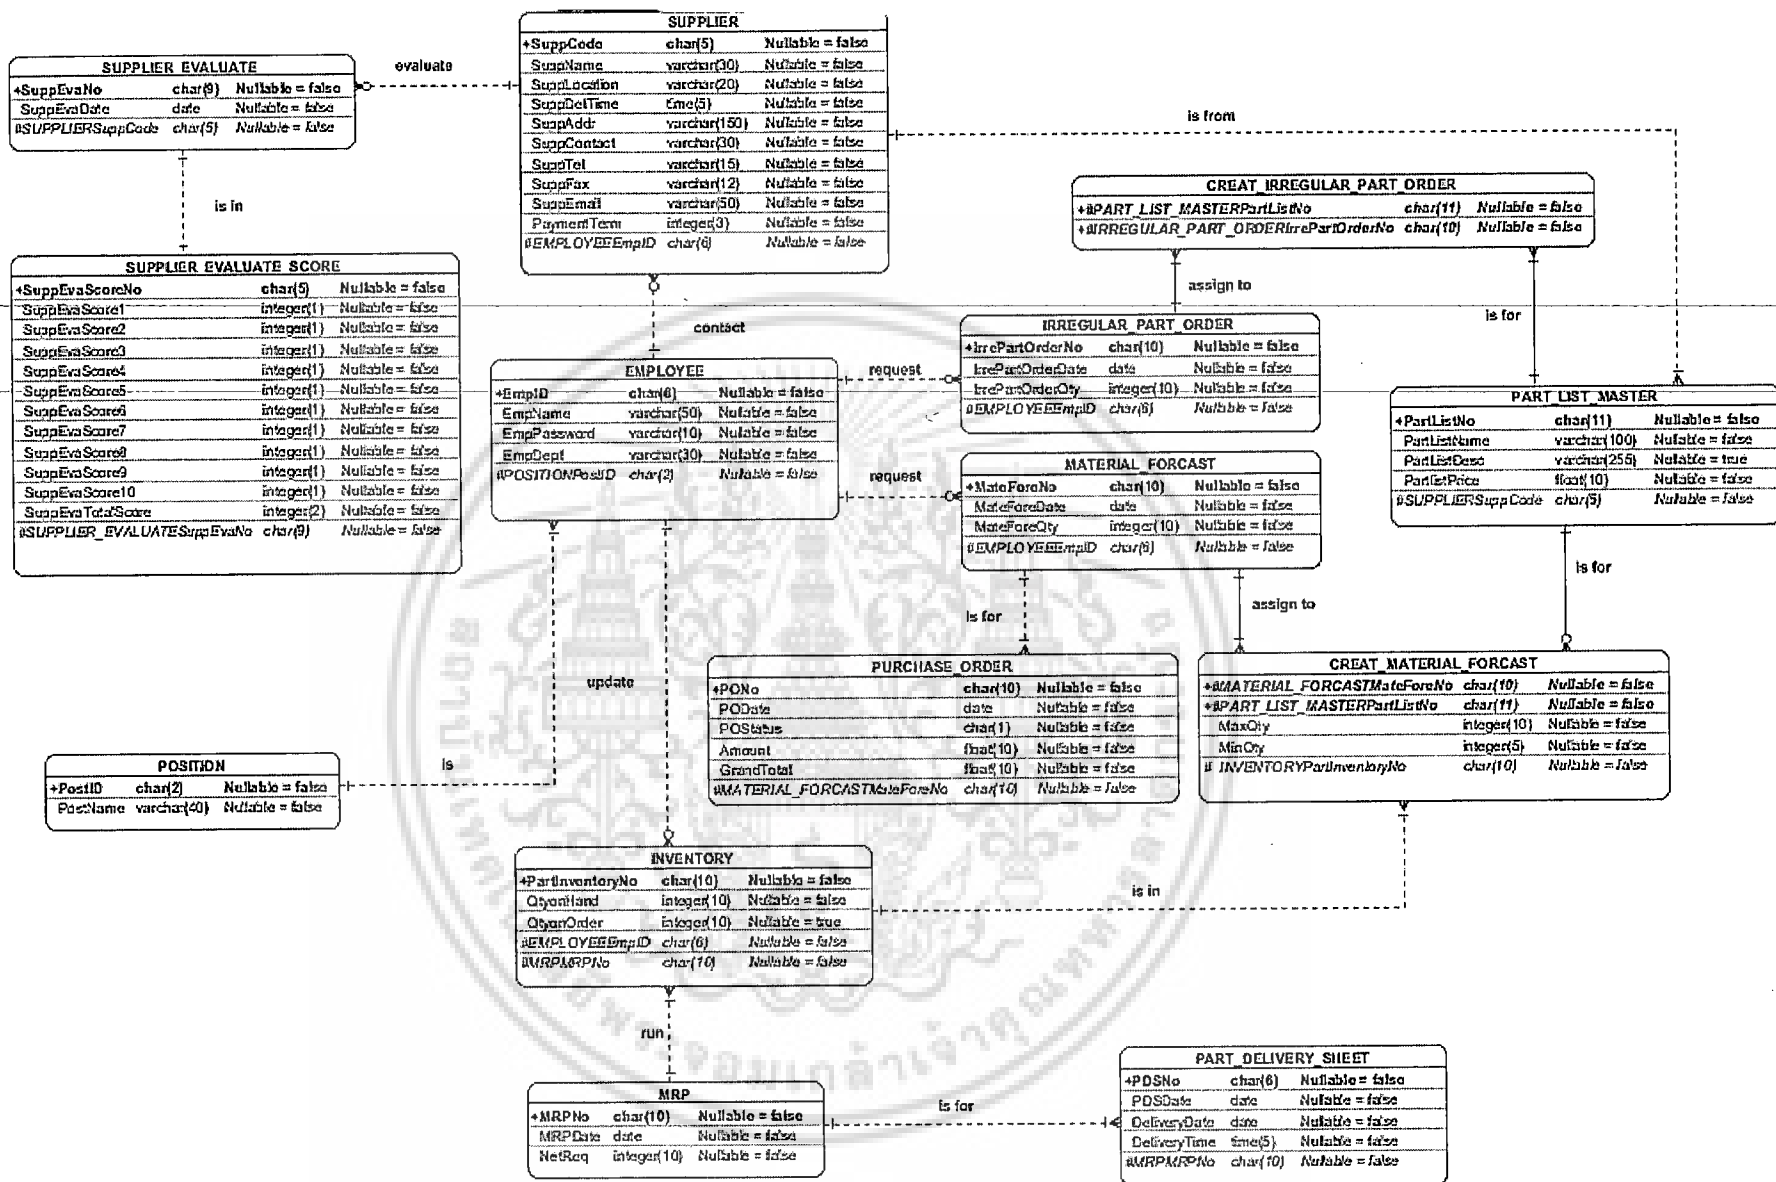 SUPPLIER
+SuppCode char(5) Nullable = false
SuppName varchar(30) Nullable = false
SuppLocation varchar(20) Nullable = false
SuppDelTime time(5) Nullable = false
SuppAddr varchar(150) Nullable = false
SuppContact varchar(30) Nullable = false
SuppTel varchar(15) Nullable = false
SuppFax varchar(12) Nullable = false
SuppEmail varchar(50) Nullable = false
PaymentTerm integer(3) Nullable = false
#EMPLOYEEEmpID char(6) Nullable = false
SUPPLIER_EVALUATE
+SuppEvaNo char(9) Nullable = false
SuppEvaDate date Nullable = false
#SUPPLIERSuppCode char(5) Nullable = false
evaluate
is from
is in
CREAT_IRREGULAR_PART_ORDER
+#PART_LIST_MASTERPartListNo char(11) Nullable = false
+#IRREGULAR_PART_ORDERIrrePartOrderNo char(10) Nullable = false
SUPPLIER_EVALUATE_SCORE
+SuppEvaScoreNo char(5) Nullable = false
SuppEvaScore1 integer(1) Nullable = false
SuppEvaScore2 integer(1) Nullable = false
SuppEvaScore3 integer(1) Nullable = false
SuppEvaScore4 integer(1) Nullable = false
SuppEvaScore5 integer(1) Nullable = false
SuppEvaScore6 integer(1) Nullable = false
SuppEvaScore7 integer(1) Nullable = false
SuppEvaScore8 integer(1) Nullable = false
SuppEvaScore9 integer(1) Nullable = false
SuppEvaScore10 integer(1) Nullable = false
SuppEvaTotalScore integer(2) Nullable = false
#SUPPLIER_EVALUATESuppEvaNo char(9) Nullable = false
contact
assign to
is for
EMPLOYEE
+EmpID char(6) Nullable = false
EmpName varchar(50) Nullable = false
EmpPassword varchar(10) Nullable = false
EmpDept varchar(30) Nullable = false
#POSITIONPostID char(2) Nullable = false
request
IRREGULAR_PART_ORDER
+IrrePartOrderNo char(10) Nullable = false
IrrePartOrderDate date Nullable = false
IrrePartOrderQty integer(10) Nullable = false
#EMPLOYEEEmpID char(6) Nullable = false
PART_LIST_MASTER
+PartListNo char(11) Nullable = false
PartListName varchar(100) Nullable = false
PartListDesc varchar(255) Nullable = true
PartListPrice float(10) Nullable = false
#SUPPLIERSuppCode char(5) Nullable = false
request
MATERIAL_FORCAST
+MateForeNo char(10) Nullable = false
MateForeDate date Nullable = false
MateForeQty integer(10) Nullable = false
#EMPLOYEEEmpID char(6) Nullable = false
is for
assign to
is for
update
is
PURCHASE_ORDER
+PONo char(10) Nullable = false
PODate date Nullable = false
POStatus char(1) Nullable = false
Amount float(10) Nullable = false
GrandTotal float(10) Nullable = false
#MATERIAL_FORCASTMateForeNo char(10) Nullable = false
CREAT_MATERIAL_FORCAST
+#MATERIAL_FORCASTMateForeNo char(10) Nullable = false
+#PART_LIST_MASTERPartListNo char(11) Nullable = false
MaxQty integer(10) Nullable = false
MinQty integer(5) Nullable = false
# INVENTORYPartInventoryNo char(10) Nullable = false
POSITION
+PostID char(2) Nullable = false
PostName varchar(40) Nullable = false
INVENTORY
+PartInventoryNo char(10) Nullable = false
QtyonHand integer(10) Nullable = false
QtyonOrder integer(10) Nullable = true
#EMPLOYEEEmpID char(6) Nullable = false
#MRPMRPNo char(10) Nullable = false
is in
run
MRP
+MRPNo char(10) Nullable = false
MRPDate date Nullable = false
NetReq integer(10) Nullable = false
is for
PART_DELIVERY_SHEET
+PDSNo char(6) Nullable = false
PDSDate date Nullable = false
DeliveryDate date Nullable = false
DeliveryTime time(5) Nullable = false
#MRPMRPNo char(10) Nullable = false